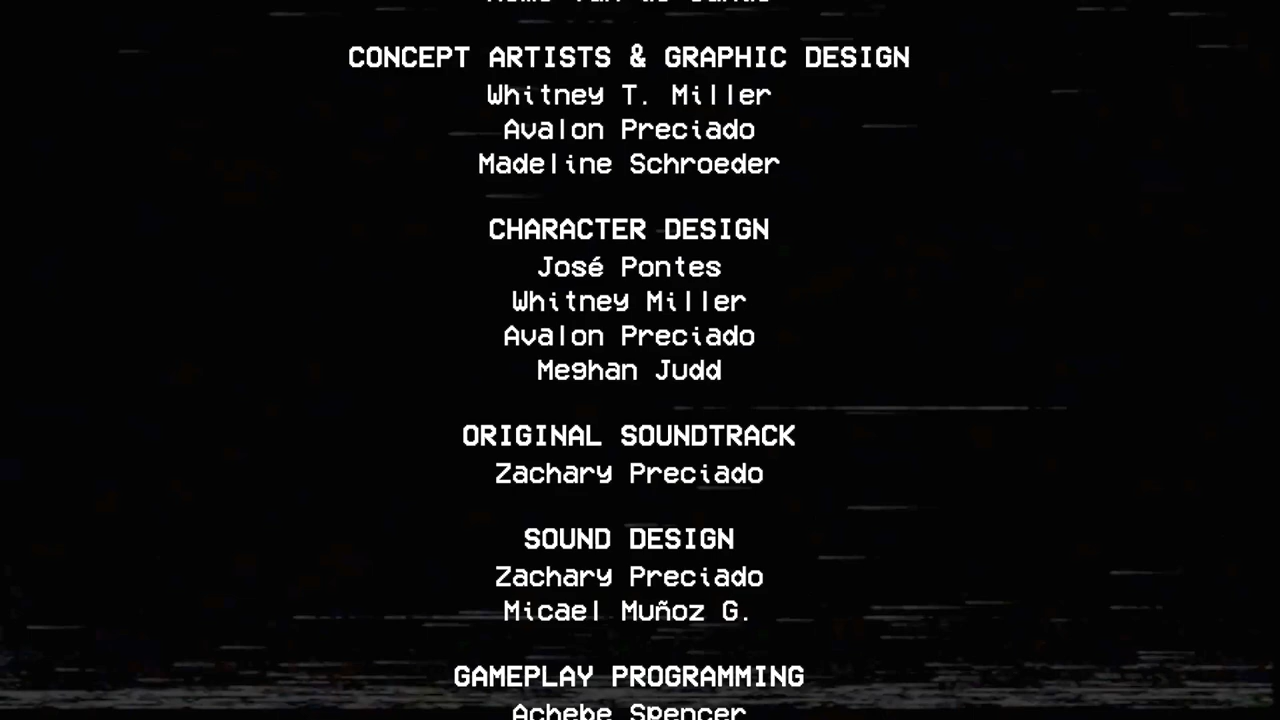 CONCEPT ARTISTS & GRAPHIC DESIGN
Whitney T. Miller
Avalon Preciado
Madeline Schroeder
CHARACTER DESIGN
José Pontes
Whitney Miller
Avalon Preciado
Meghan Judd
ORIGINAL SOUNDTRACK
Zachary Preciado
SOUND DESIGN
Zachary Preciado
Micael Muñoz G.
GAMEPLAY PROGRAMMING
Achebe Spencer